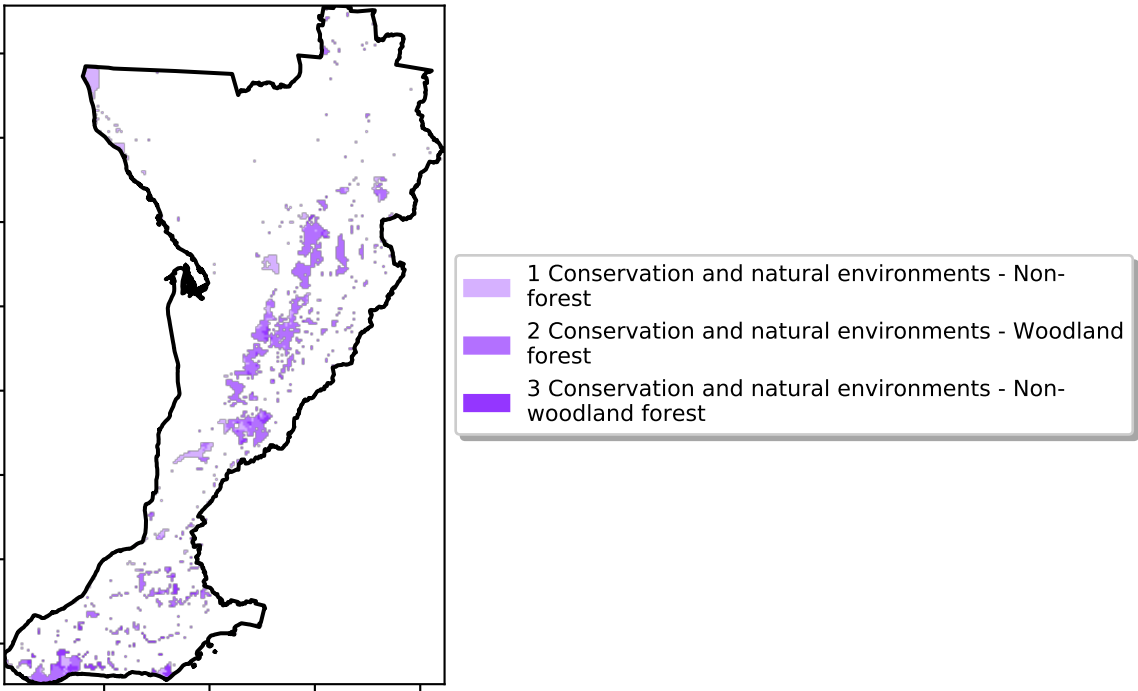 1 Conservation and natural environments - Non-
forest
2 Conservation and natural environments - Woodland
forest
3 Conservation and natural environments - Non-
woodland forest